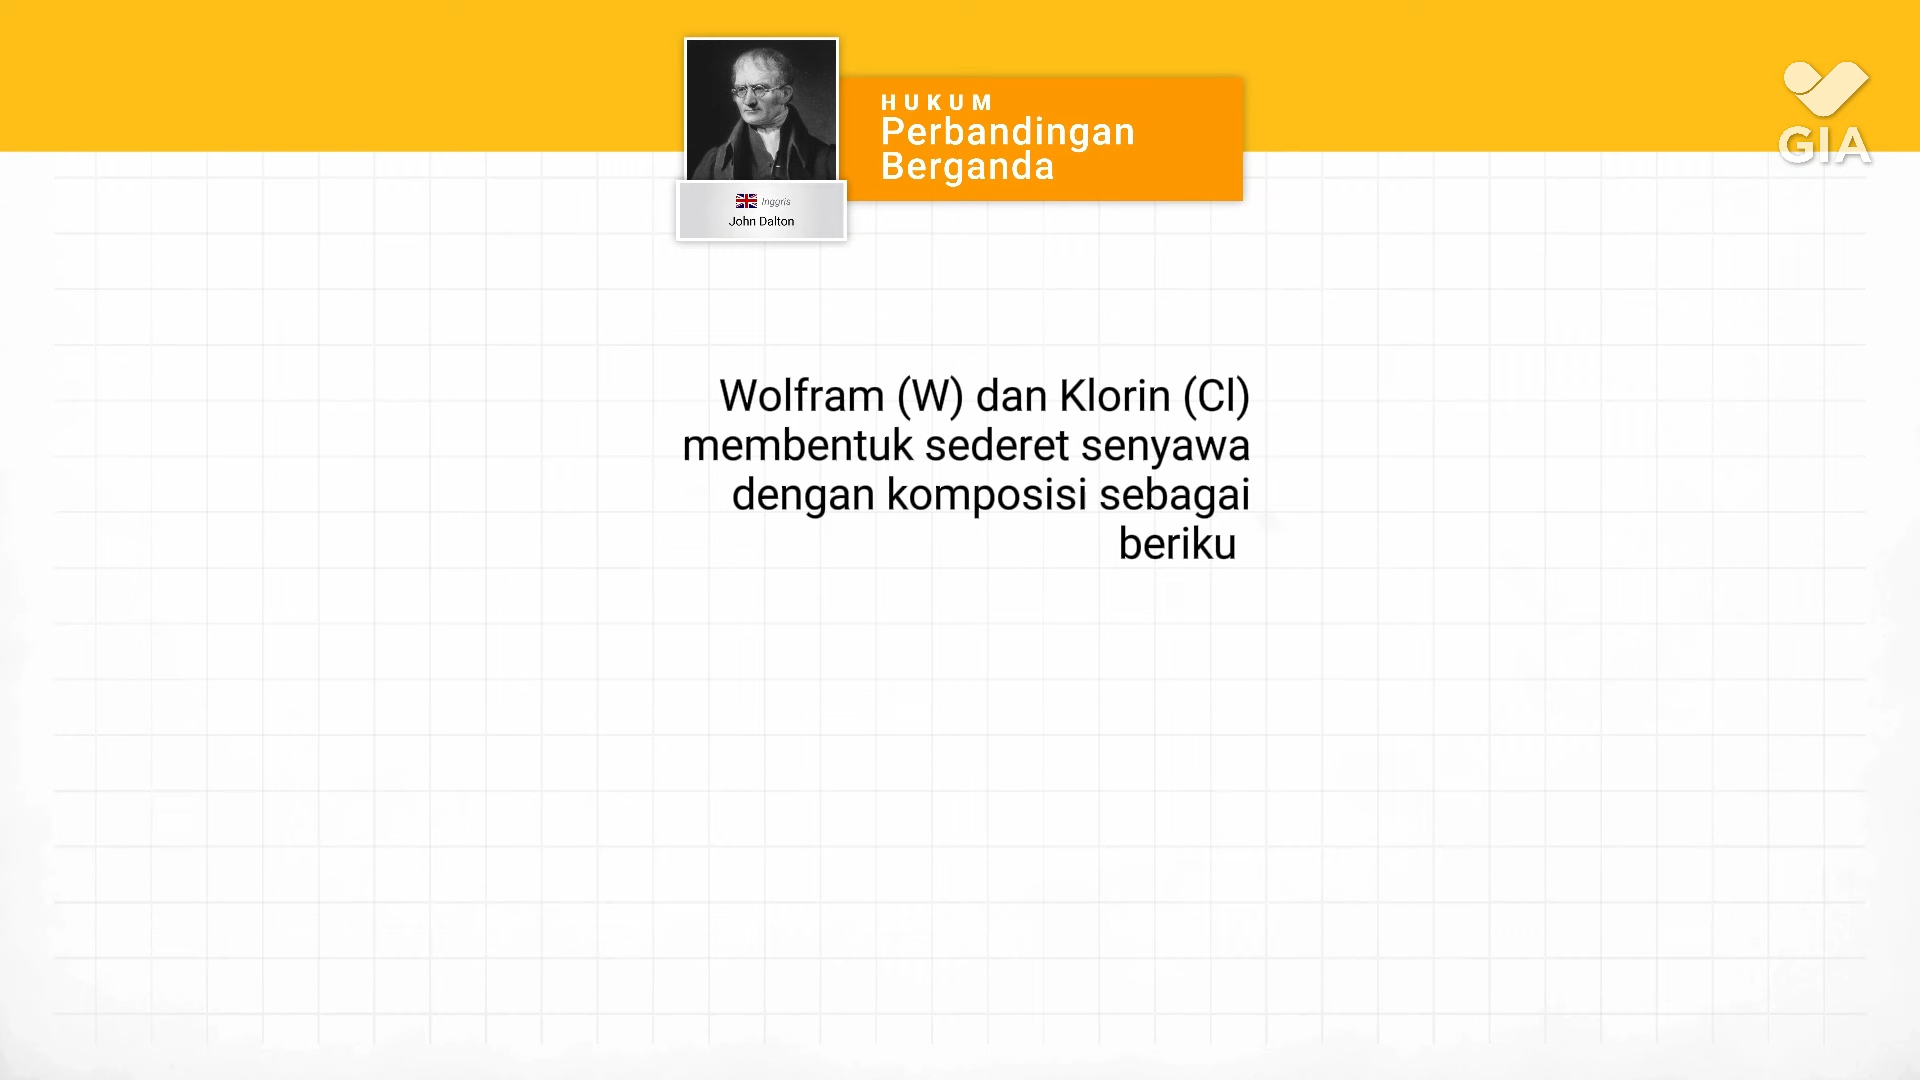 HUKUM
Perbandingan
Berganda
GIA
Inggris
John Dalton
Wolfram (W) dan Klorin (Cl)
membentuk sederet senyawa
dengan komposisi sebagai
beriku